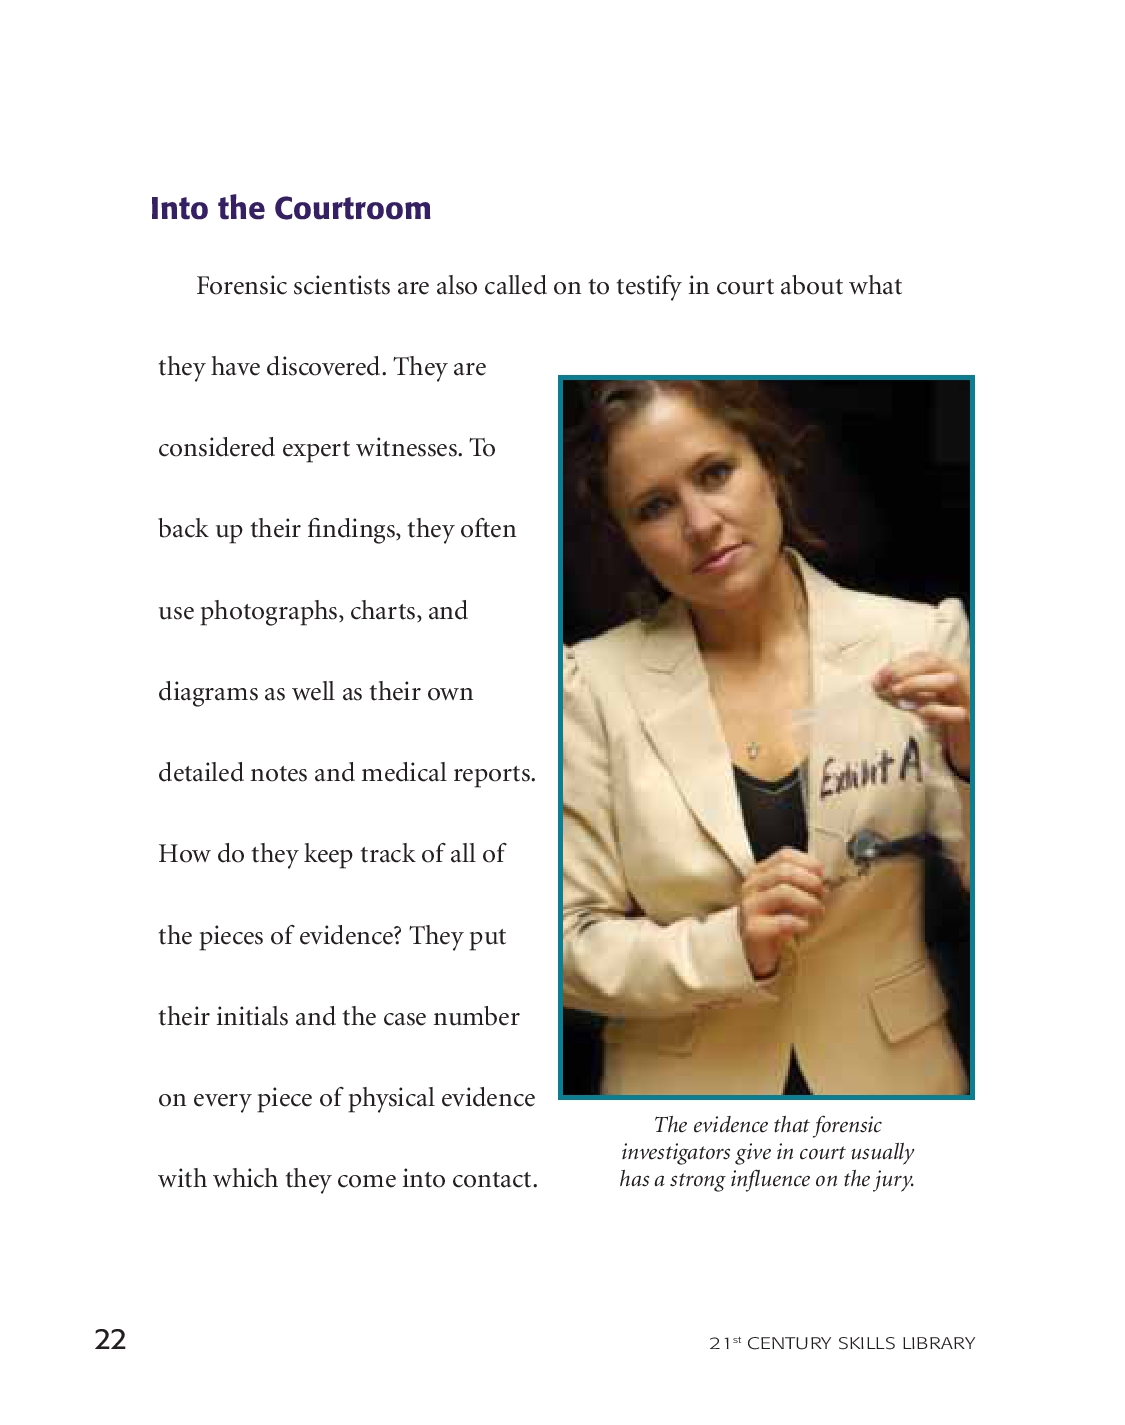 Into the Courtroom
Forensic scientists are also called on to testify in court about what
they have discovered. They are
considered expert witnesses. To
back up their findings, they often
use photographs, charts, and
diagrams as well as their own
detailed notes and medical reports.
How do they keep track of all of
the pieces of evidence? They put
their initials and the case number
on every piece of physical evidence
with which they come into contact.
Exhibit A
The evidence that forensic
investigators give in court usually
has a strong influence on the jury.
22
21st CENTURY SKILLS LIBRARY